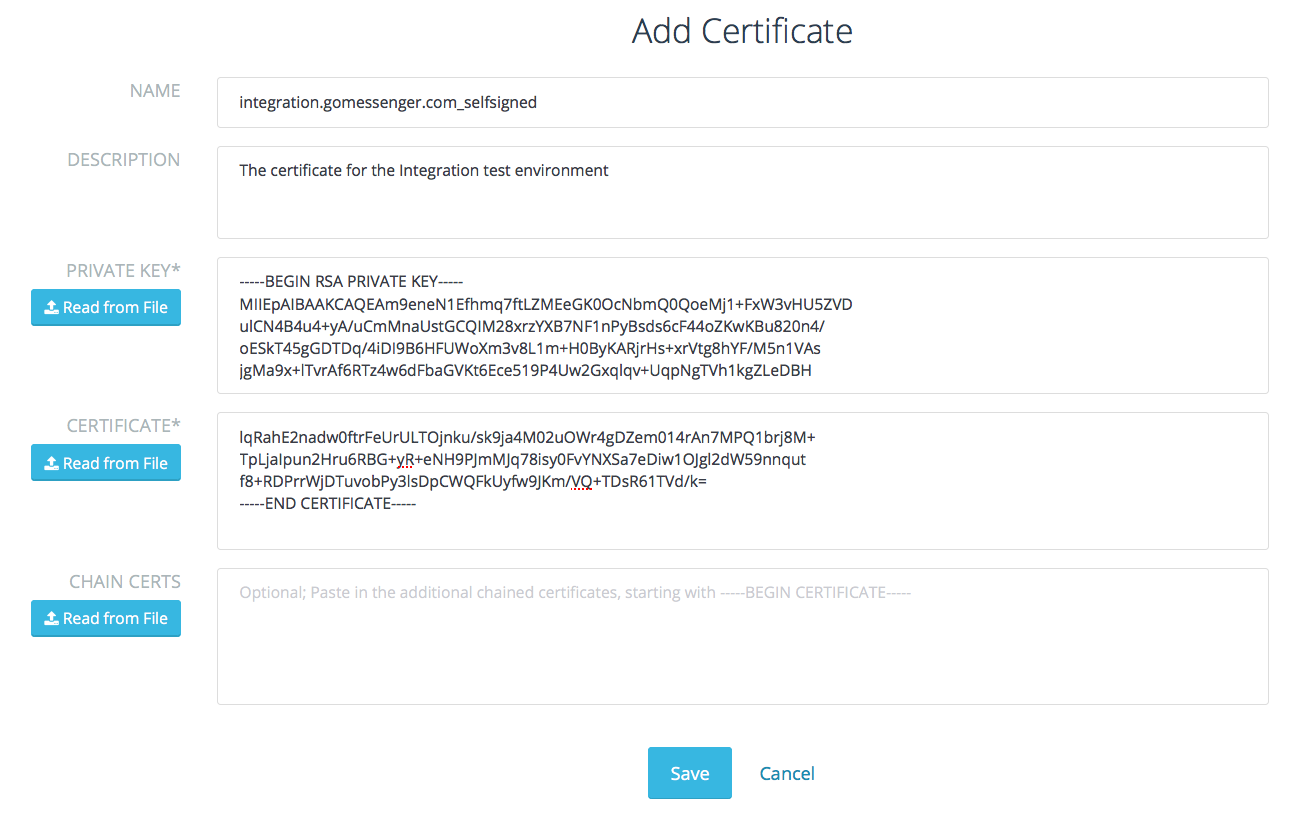 Add Certificate
NAME
integration.gomessenger.com_selfsigned
DESCRIPTION
The certificate for the Integration test environment
PRIVATE KEY*
Read from File
-----BEGIN RSA PRIVATE KEY-----
MIIEpAIBAAKCAQEAm9eneN1Efhmq7ftLZMEeGK0OcNbmQ0QoeMj1+FxW3vHU5ZVD
ulCN4B4u4+yA/uCmMnaUstGCQIM28xrzYXB7NF1nPyBsds6cF44oZKwKBu820n4/
oESkT45gGDTDq/4iDI9B6HFUWoXm3v8L1m+H0ByKARjrHs+xrVtg8hYF/M5n1VAs
jgMa9x+lTvrAf6RTz4w6dFbaGVKt6Ece519P4Uw2Gxqlqv+UqpNgTVh1kgZLeDBH
CERTIFICATE*
Read from File
lqRahE2nadw0ftrFeUrULTOjnku/sk9ja4M02uOWr4gDZem014rAn7MPQ1brj8M+
TpLjaIpun2Hru6RBG+yR+eNH9PJmMJq78isy0FvYNXSa7eDiw1OJgl2dW59nnqut
f8+RDPrrWjDTuvobPy3lsDpCWQFkUyfw9JKm/VQ+TDsR61TVd/k=
-----END CERTIFICATE-----
CHAIN CERTS
Read from File
Optional; Paste in the additional chained certificates, starting with -----BEGIN CERTIFICATE-----
Save
Cancel